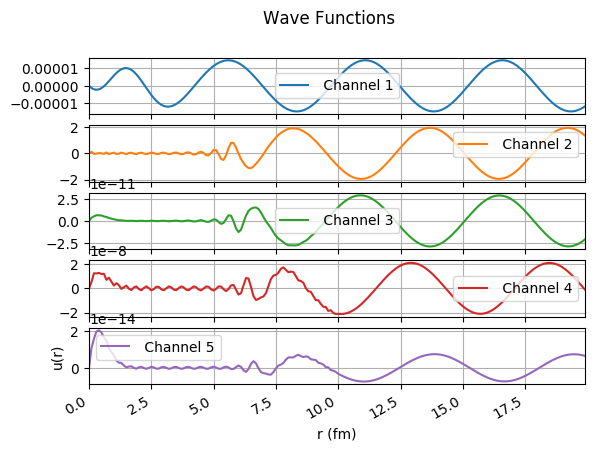 Wave Functions
0.00001
0.00000
−0.00001
Channel 1
2
0
−2
Channel 2
1e−11
2.5
0.0
−2.5
Channel 3
1e−8
2
0
−2
Channel 4
1e−14
2
0
Channel 5
u(r)
0.0
2.5
5.0
7.5
10.0
12.5
15.0
17.5
r (fm)